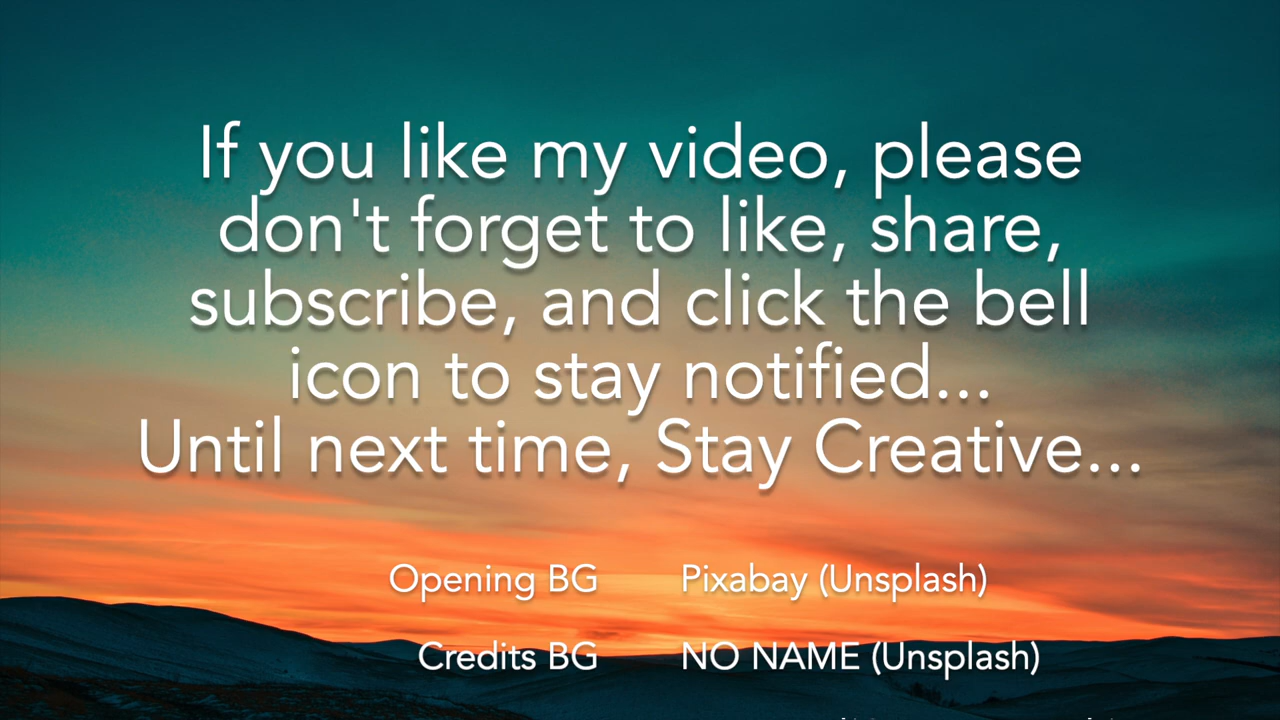 If you like my video, please
don't forget to like, share,
subscribe, and click the bell
icon to stay notified...
Until next time, Stay Creative...
Opening BG Pixabay (Unsplash)
Credits BG NO NAME (Unsplash)